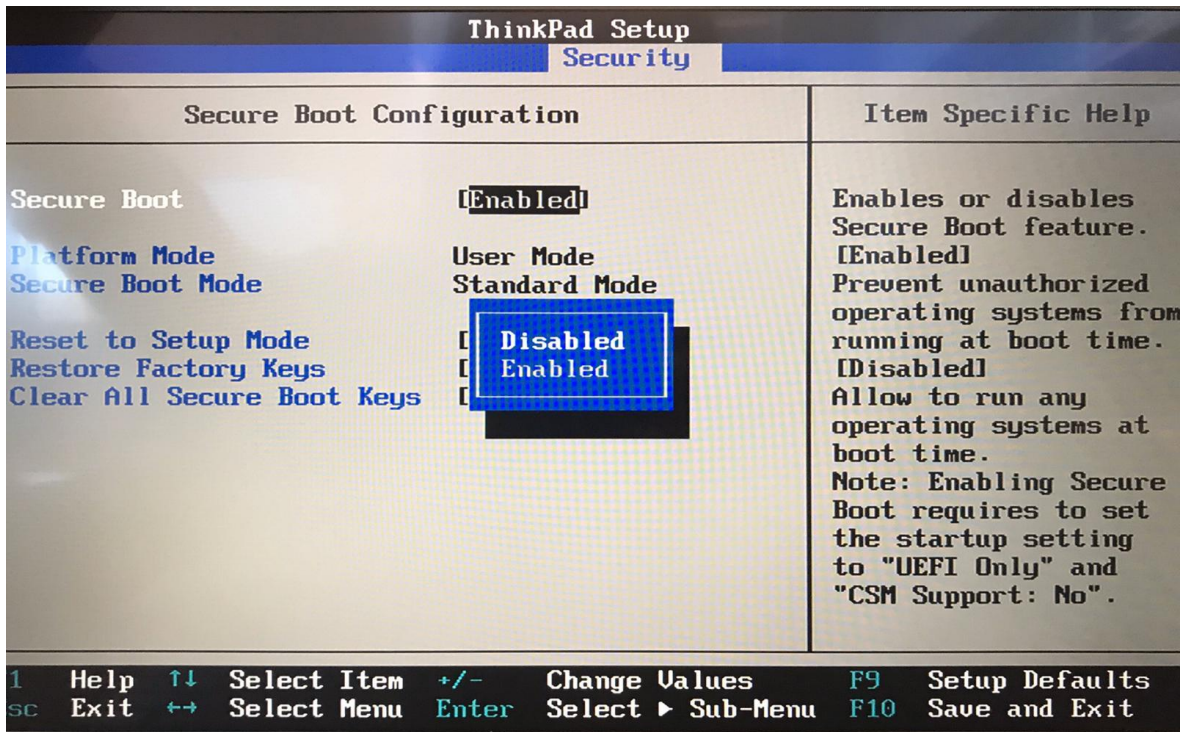 ThinkPad Setup
Security
Secure Boot Configuration
Item Specific Help
Secure Boot [Enabled]
Platform Mode User Mode
Secure Boot Mode Standard Mode
Reset to Setup Mode [
Restore Factory Keys [
Clear All Secure Boot Keys [
Disabled
Enabled
Enables or disables
Secure Boot feature.
[Enabled]
Prevent unauthorized
operating systems from
running at boot time.
[Disabled]
Allow to run any
operating systems at
boot time.
Note: Enabling Secure
Boot requires to set
the startup setting
to "UEFI Only" and
"CSM Support: No".
1 Help ↑↓ Select Item +/- Change Values F9 Setup Defaults
sc Exit ←→ Select Menu Enter Select ▶ Sub-Menu F10 Save and Exit